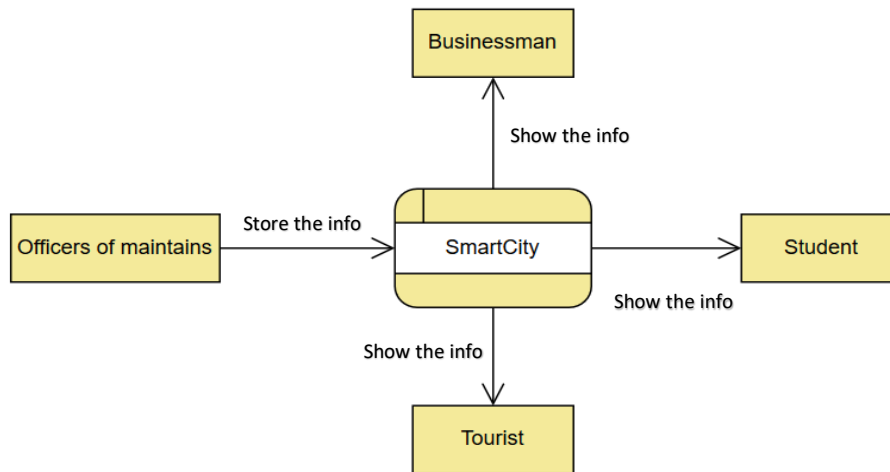 Businessman
Show the info
Store the info
Officers of maintains
SmartCity
Student
Show the info
Show the info
Tourist